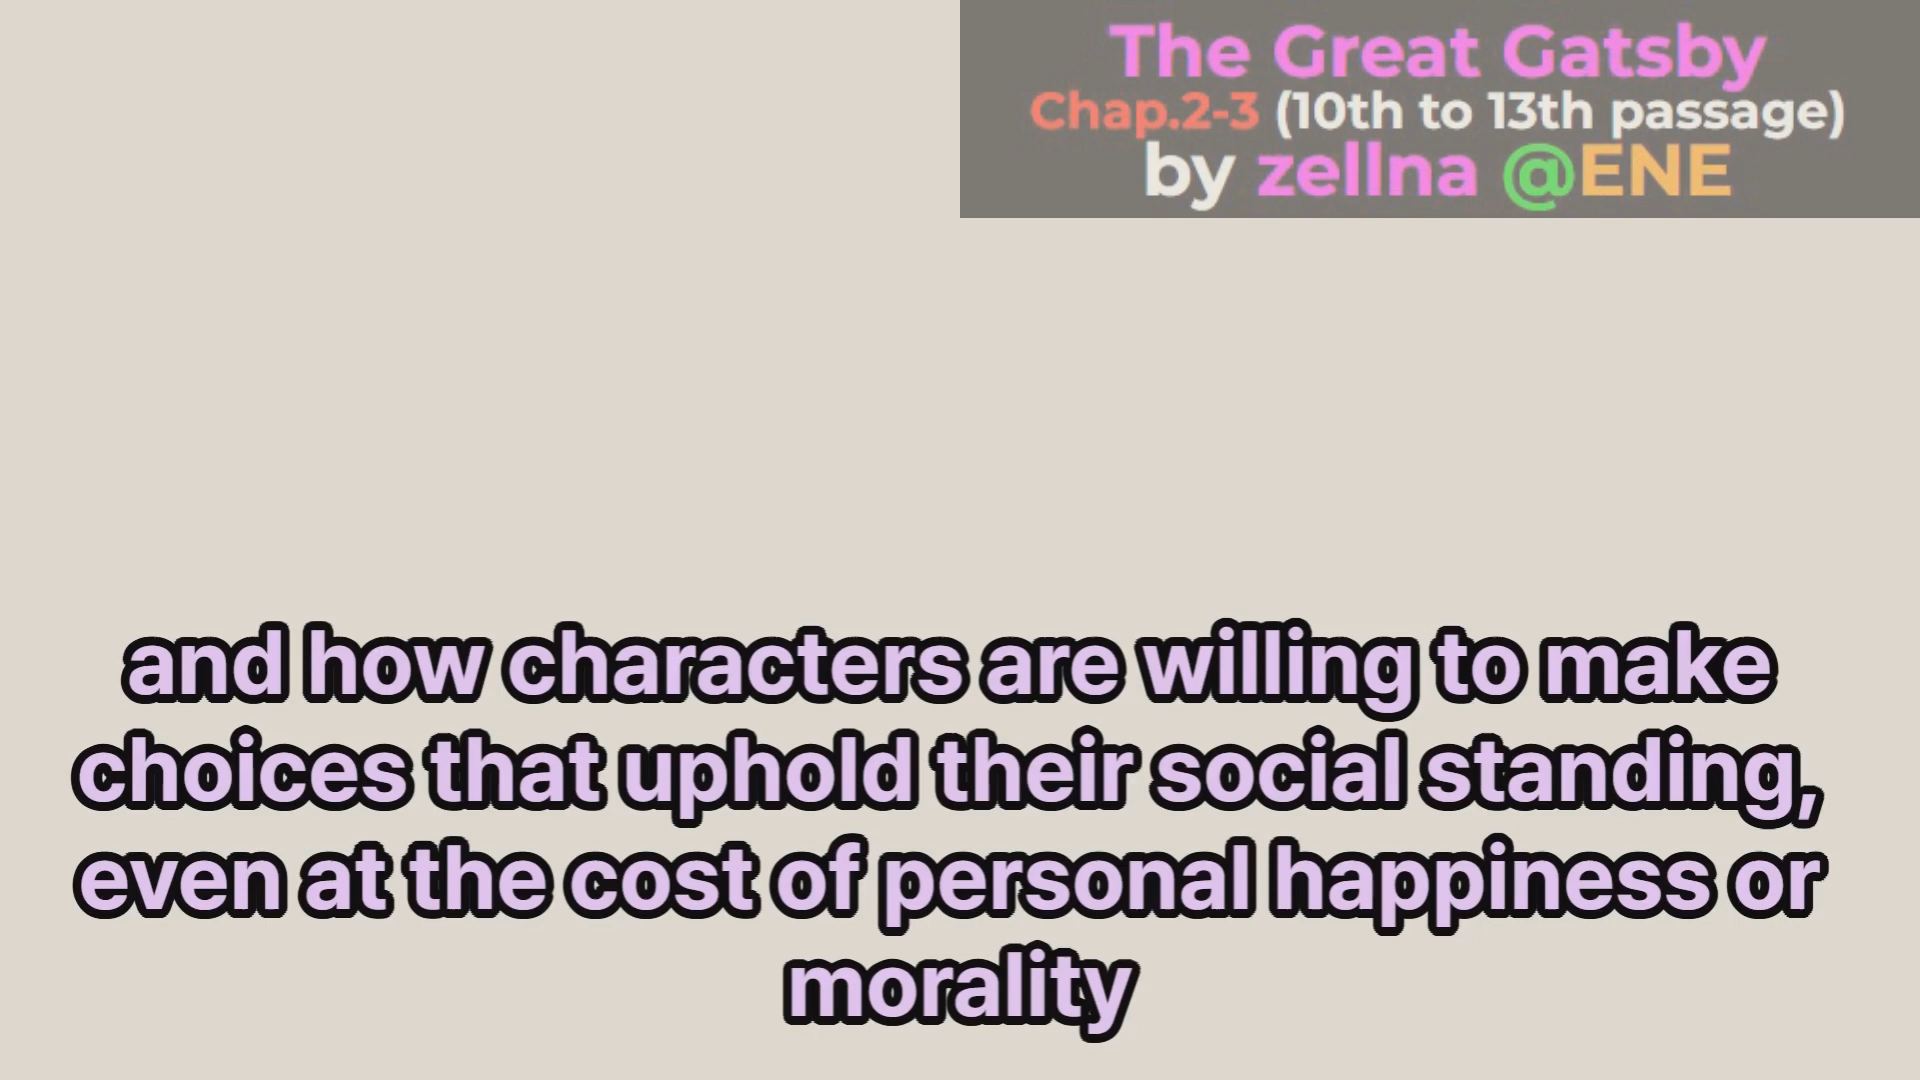 The Great Gatsby
Chap.2-3 (10th to 13th passage)
by zellna @ENE
and how characters are willing to make
choices that uphold their social standing,
even at the cost of personal happiness or
morality